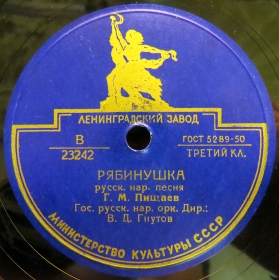 ЛЕНИНГРАДСКИЙ ЗАВОД
В
23242
ГОСТ 5289-50
ТРЕТИЙ КЛ.
РЯБИНУШКА
русск. нар. песня
Г. М. Пищаев
Гос. русск. нар. орк. Дир.:
В. Д. Гнутов
МИНИСТЕРСТВО КУЛЬТУРЫ СССР